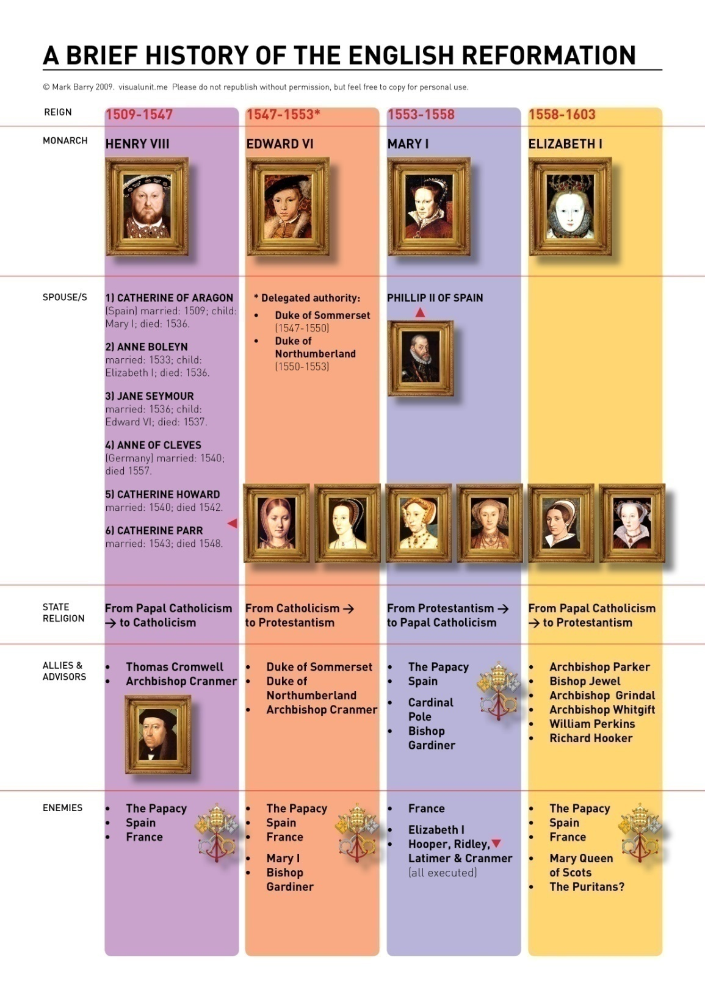 A BRIEF HISTORY OF THE ENGLISH REFORMATION
© Mark Barry 2009.  visualunit.me  Please do not republish without permission, but feel free to copy for personal use.
REIGN
1509-1547
1547-1553*
1553-1558
1558-1603
MONARCH
HENRY VIII
EDWARD VI
MARY I
ELIZABETH I
SPOUSE/S
1) CATHERINE OF ARAGON
(Spain) married: 1509; child:
Mary I; died: 1536.
2) ANNE BOLEYN
married: 1533; child:
Elizabeth I; died: 1536.
3) JANE SEYMOUR
married: 1536; child:
Edward VI; died: 1537.
4) ANNE OF CLEVES
(Germany) married: 1540;
died 1557.
5) CATHERINE HOWARD
married: 1540; died 1542.
6) CATHERINE PARR
married: 1543; died 1548.
* Delegated authority:
• Duke of Sommerset
(1547-1550)
• Duke of
Northumberland
(1550-1553)
PHILLIP II OF SPAIN
STATE
RELIGION
From Papal Catholicism
→ to Catholicism
From Catholicism →
to Protestantism
From Protestantism →
to Papal Catholicism
From Papal Catholicism
→ to Protestantism
ALLIES &
ADVISORS
• Thomas Cromwell
• Archbishop Cranmer
• Duke of Sommerset
• Duke of
Northumberland
• Archbishop Cranmer
• The Papacy
• Spain
• Cardinal
Pole
• Bishop
Gardiner
• Archbishop Parker
• Bishop Jewel
• Archbishop  Grindal
• Archbishop Whitgift
• William Perkins
• Richard Hooker
ENEMIES
• The Papacy
• Spain
• France
• The Papacy
• Spain
• France
• Mary I
• Bishop
Gardiner
• France
• Elizabeth I
• Hooper, Ridley,
Latimer & Cranmer
(all executed)
• The Papacy
• Spain
• France
• Mary Queen
of Scots
• The Puritans?